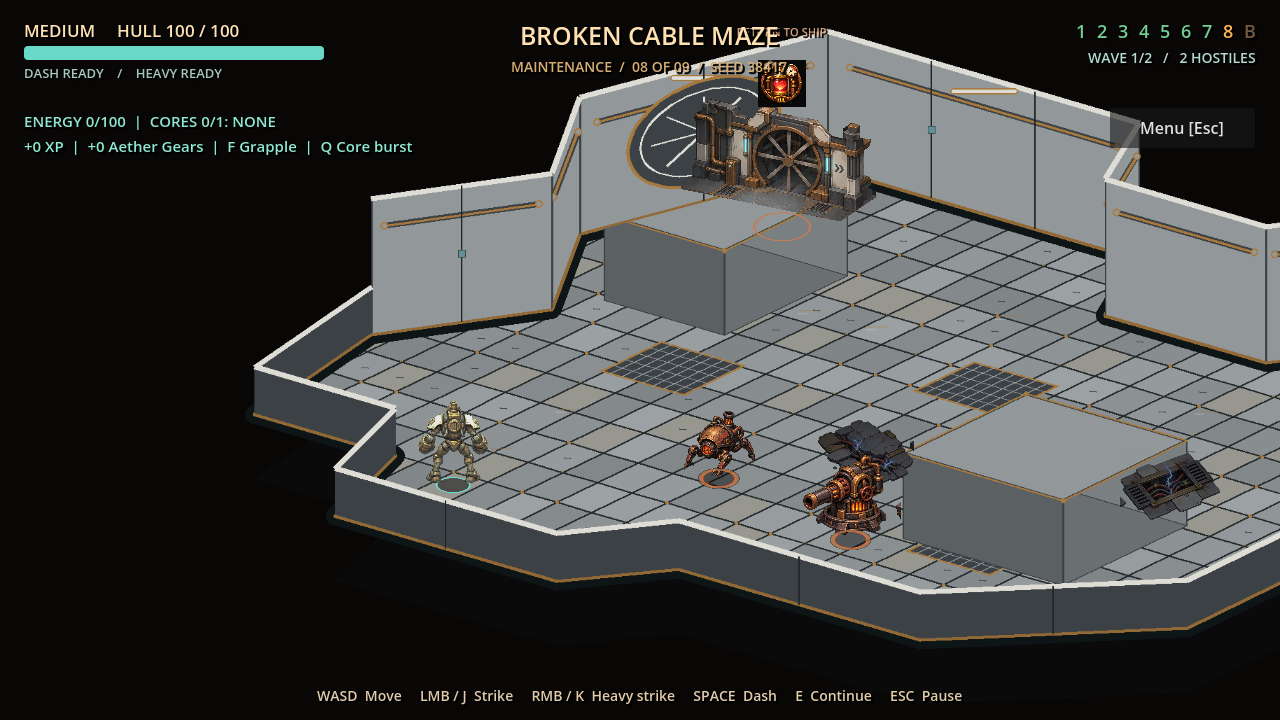 MEDIUM HULL 100 / 100
DASH READY / HEAVY READY
ENERGY 0/100 | CORES 0/1: NONE
+0 XP | +0 Aether Gears | F Grapple | Q Core burst
BROKEN CABLE MAZE
TO SHIP
MAINTENANCE / 08 OF 09 / SEED 38417
1 2 3 4 5 6 7 8 B
WAVE 1/2 / 2 HOSTILES
Menu [Esc]
WASD Move LMB / J Strike RMB / K Heavy strike SPACE Dash E Continue ESC Pause